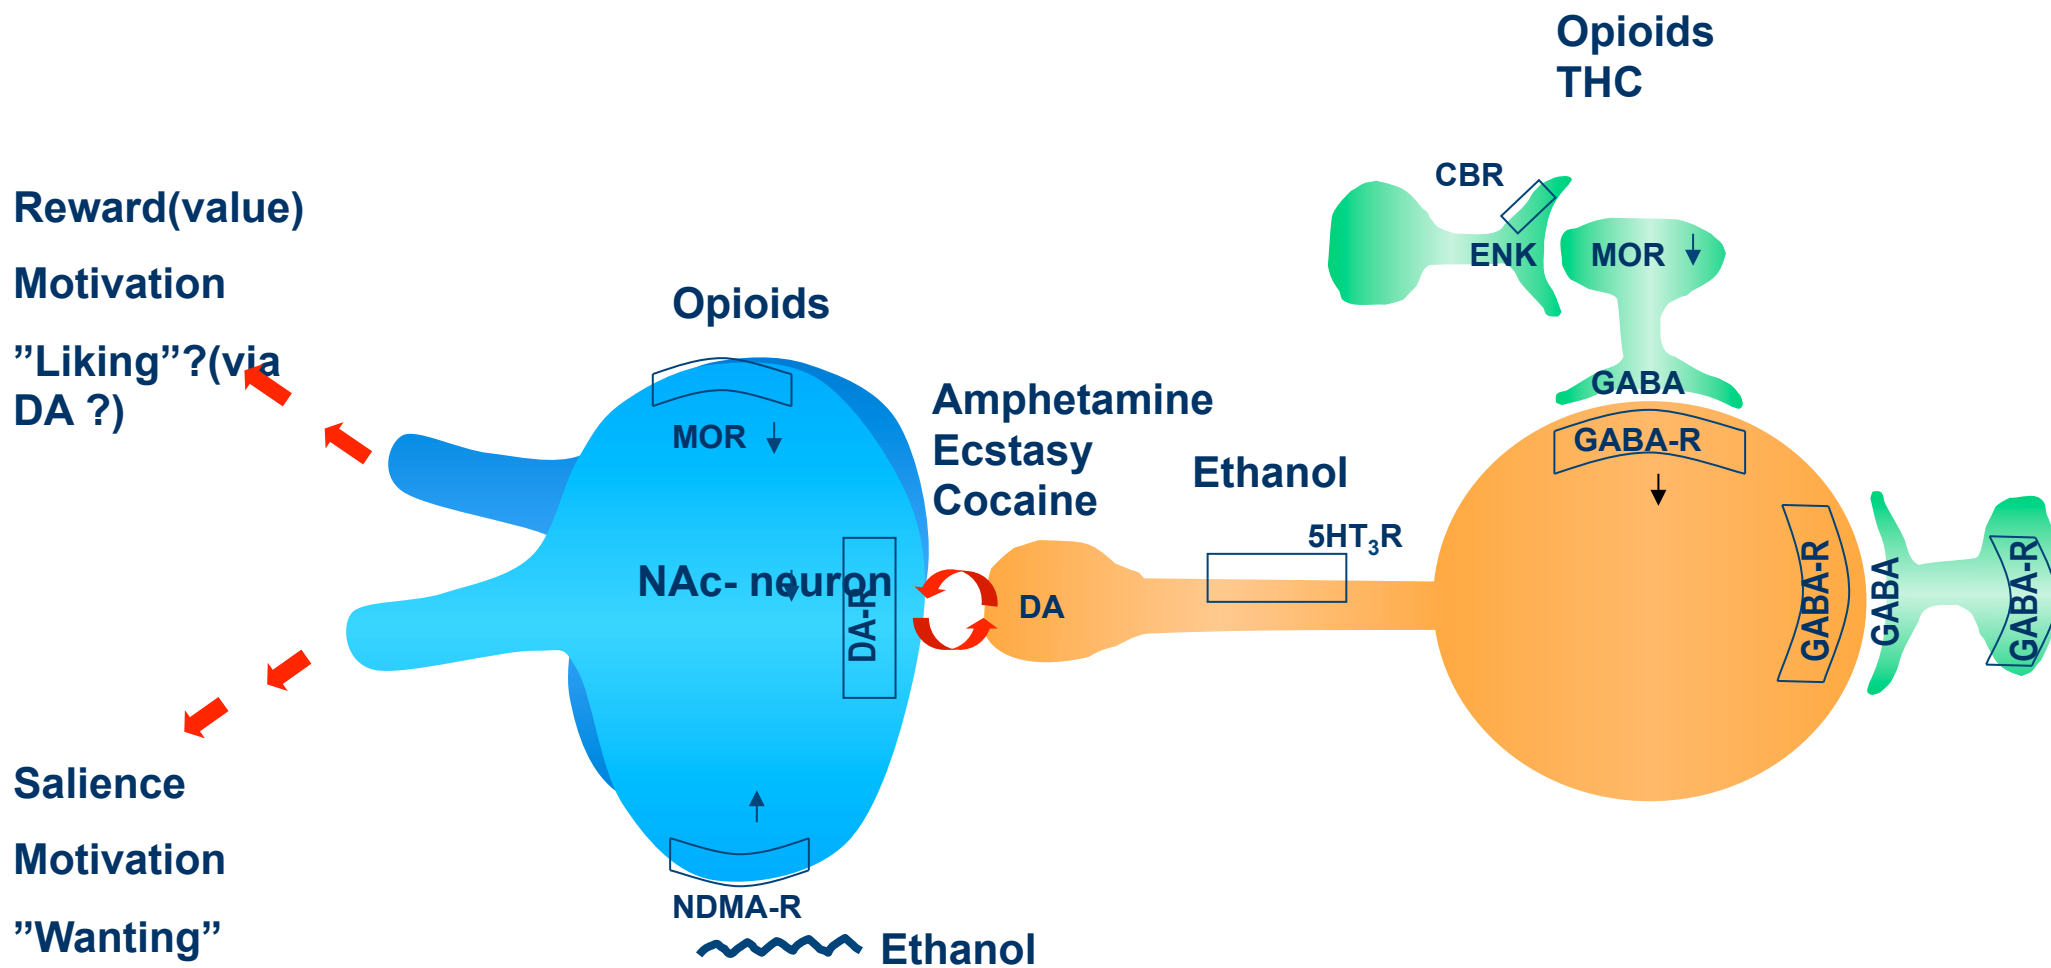 Opioids
THC
CBR
ENK
MOR
GABA
GABA-R
GABA-R
GABA
GABA-R
Reward(value)
Motivation
”Liking”?(via
DA ?)
Opioids
MOR
Amphetamine
Ecstasy
Cocaine
Ethanol
5HT₃R
NAc- neuron
DA-R
DA
Salience
Motivation
”Wanting”
NDMA-R
Ethanol